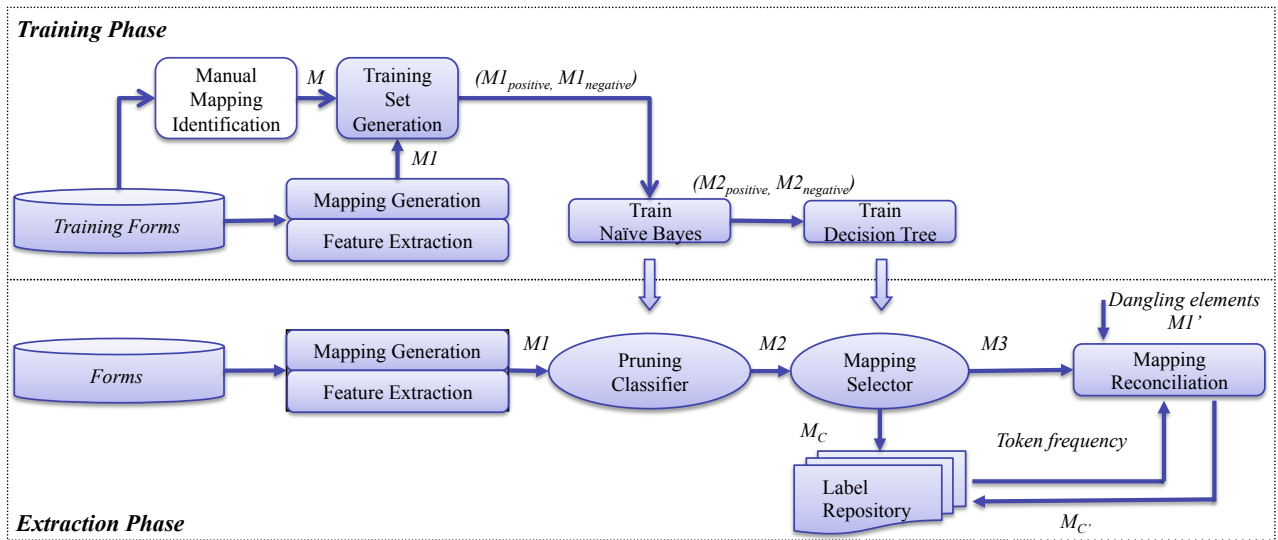 Training Phase
Manual
Mapping
Identification
M
Training
Set
Generation
(M1positive, M1negative)
M1
Training Forms
Mapping Generation
Feature Extraction
(M2positive, M2negative)
Train
Naïve Bayes
Train
Decision Tree
Forms
Mapping Generation
Feature Extraction
M1
Pruning
Classifier
M2
Mapping
Selector
M3
Dangling elements
M1’
Mapping
Reconciliation
MC
Token frequency
Label
Repository
MC’
Extraction Phase